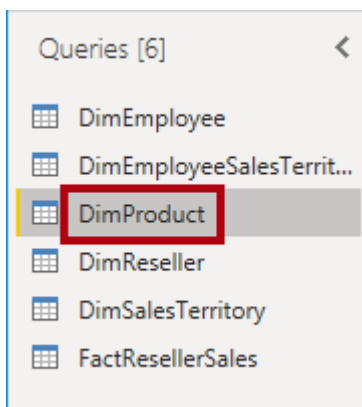 Queries [6]
DimEmployee
DimEmployeeSalesTerrit...
DimProduct
DimReseller
DimSalesTerritory
FactResellerSales